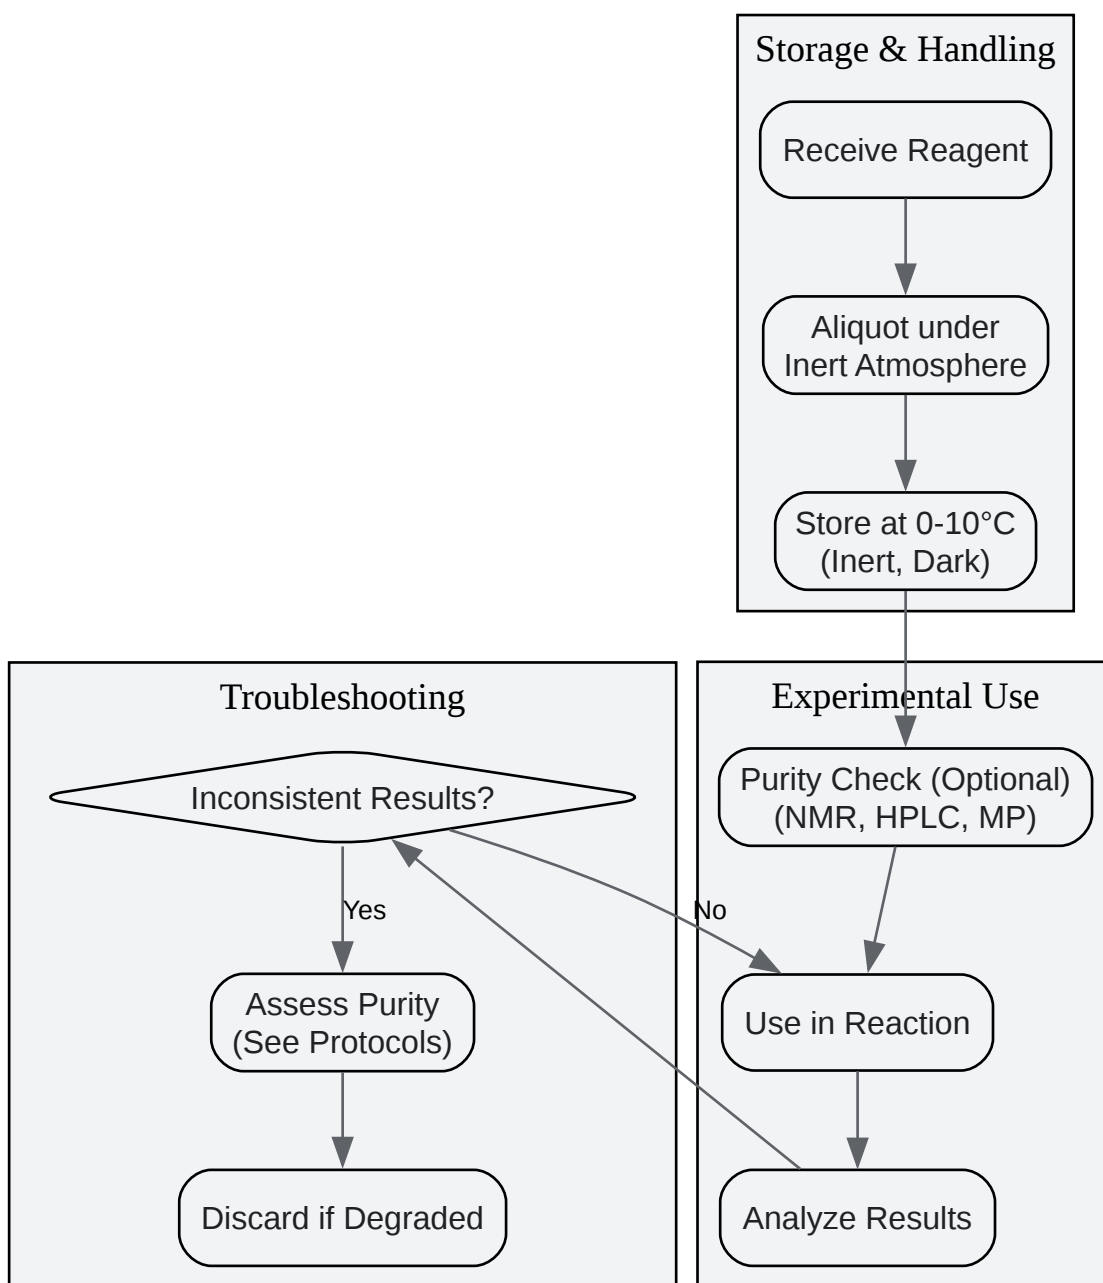 Storage & Handling
Receive Reagent
Aliquot under
Inert Atmosphere
Store at 0-10°C
(Inert, Dark)
Troubleshooting
Inconsistent Results?
Yes
No
Assess Purity
(See Protocols)
Discard if Degraded
Experimental Use
Purity Check (Optional)
(NMR, HPLC, MP)
Use in Reaction
Analyze Results